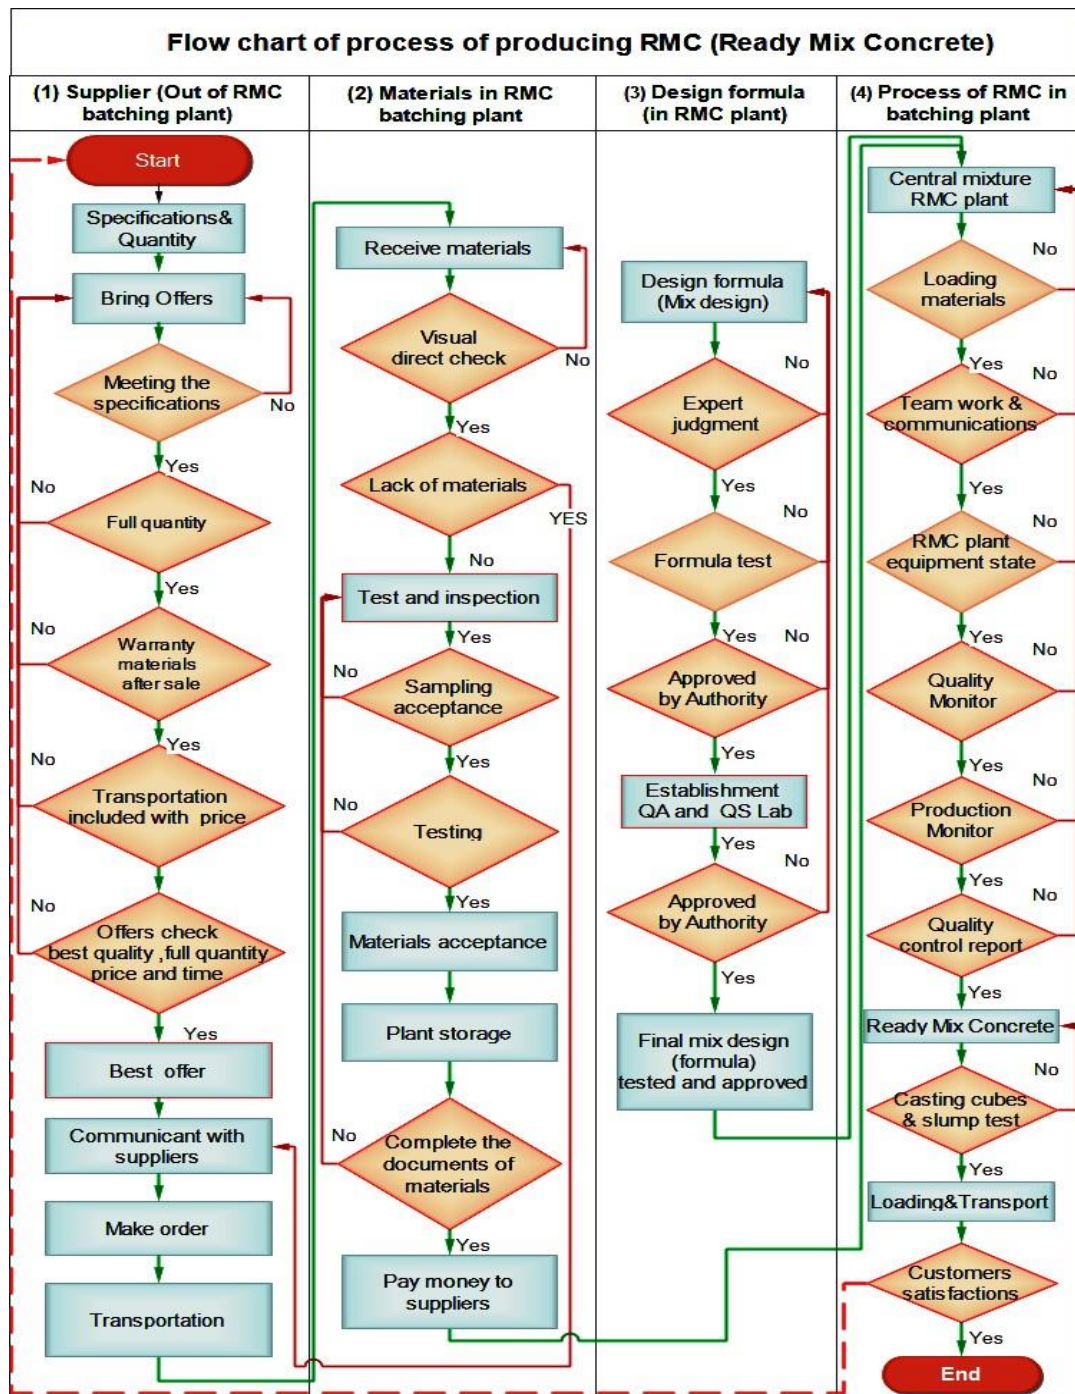 Flow chart of process of producing RMC (Ready Mix Concrete)
(1) Supplier (Out of RMC
batching plant)
Start
Specifications&
Quantity
Bring Offers
Meeting the
specifications
No
Yes
No
Full quantity
Yes
No
Warranty
materials
after sale
Yes
No
Transportation
included with price
No
Offers check
best quality ,full quantity
price and time
Yes
Best offer
Communicant with
suppliers
Make order
Transportation
(2) Materials in RMC
batching plant
Receive materials
Visual
direct check
No
Yes
Lack of materials
YES
No
Test and inspection
Yes
No
Sampling
acceptance
Yes
No
Testing
Yes
Materials acceptance
Plant storage
No
Complete the
documents of
materials
Yes
Pay money to
suppliers
(3) Design formula
(in RMC plant)
Design formula
(Mix design)
No
Expert
judgment
Yes
No
Formula test
Yes
No
Approved
by Authority
Yes
Establishment
QA and QS Lab
Yes
No
Approved
by Authority
Yes
Final mix design
(formula)
tested and approved
(4) Process of RMC in
batching plant
Central mixture
RMC plant
No
Loading
materials
Yes
No
Team work &
communications
Yes
No
RMC plant
equipment state
Yes
No
Quality
Monitor
Yes
No
Production
Monitor
Yes
No
Quality
control report
Yes
Ready Mix Concrete
No
Casting cubes
& slump test
Yes
Loading&Transport
Customers
satisfactions
Yes
End